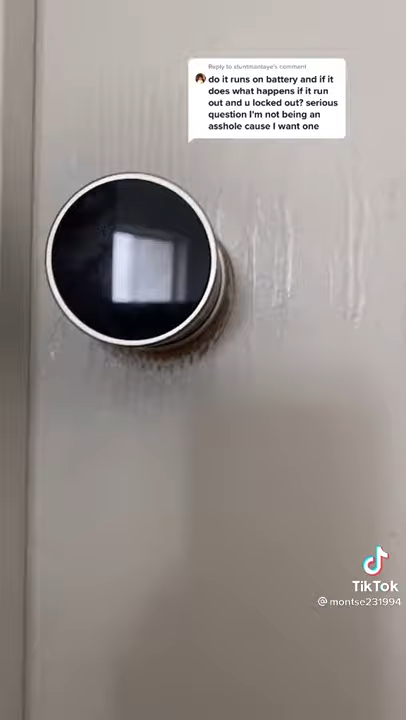 Reply to stuntmantaye's comment
do it runs on battery and if it
does what happens if it run
out and u locked out? serious
question I'm not being an
asshole cause I want one
TikTok
@montse231994